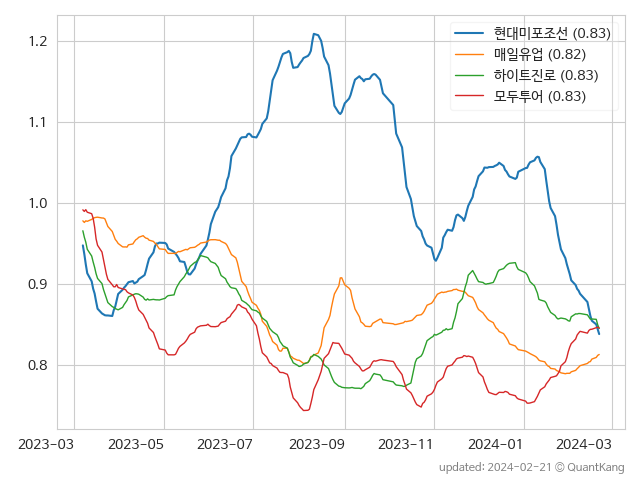 현대미포조선 (0.83)
매일유업 (0.82)
하이트진로 (0.83)
모두투어 (0.83)
1.2
1.1
1.0
0.9
0.8
2023-03 2023-05 2023-07 2023-09 2023-11 2024-01 2024-03
updated: 2024-02-21 © QuantKang